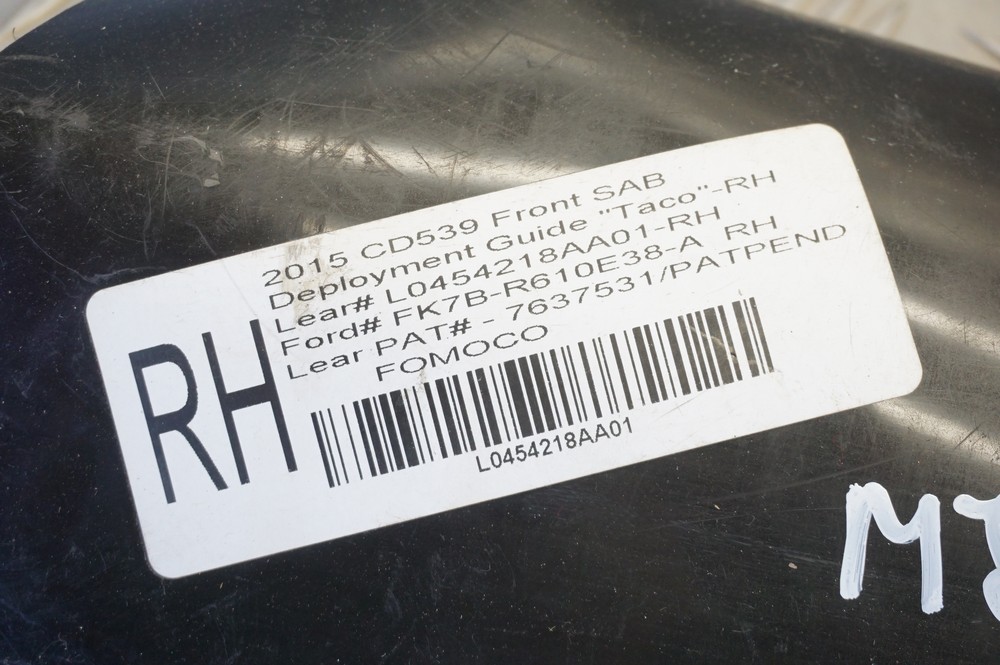 2015 CD539 Front SAB
Deployment Guide "Taco"-RH
Lear# L0454218AA01-RH
Ford# FK7B-R610E38-A RH
Lear PAT# - 7637531/PATPEND
FOMOCO
RH
L0454218AA01